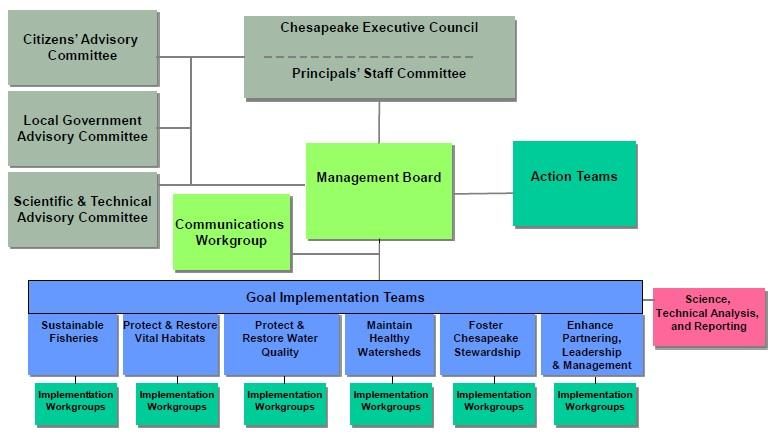 Citizens' Advisory
Committee
Chesapeake Executive Council
Principals' Staff Committee
Local Government
Advisory Committee
Scientific & Technical
Advisory Committee
Management Board
Action Teams
Communications
Workgroup
Goal Implementation Teams
Science,
Technical Analysis,
and Reporting
Sustainable
Fisheries
Protect & Restore
Vital Habitats
Protect &
Restore Water
Quality
Maintain
Healthy
Watersheds
Foster
Chesapeake
Stewardship
Enhance
Partnering,
Leadership
& Management
Implementation
Workgroups
Implementation
Workgroups
Implementation
Workgroups
Implementation
Workgroups
Implementation
Workgroups
Implementation
Workgroups